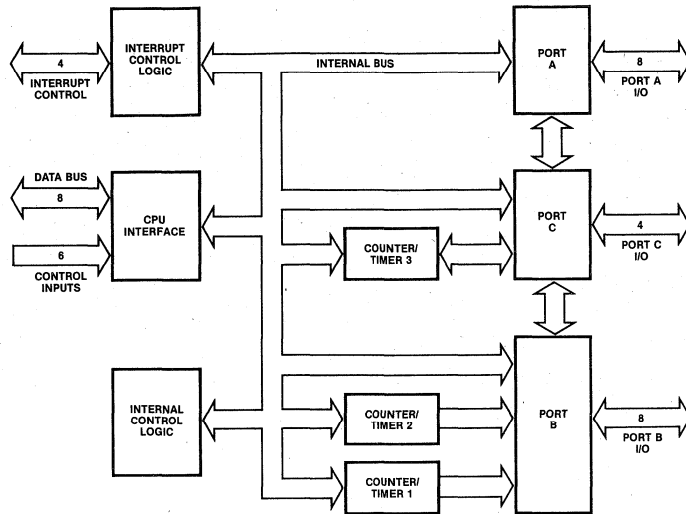 4
INTERRUPT
CONTROL
INTERRUPT
CONTROL
LOGIC
INTERNAL BUS
PORT
A
8
PORT A
I/O
DATA BUS
8
6
CONTROL
INPUTS
CPU
INTERFACE
PORT
C
4
PORT C
I/O
COUNTER/
TIMER 3
INTERNAL
CONTROL
LOGIC
COUNTER/
TIMER 2
COUNTER/
TIMER 1
PORT
B
8
PORT B
I/O